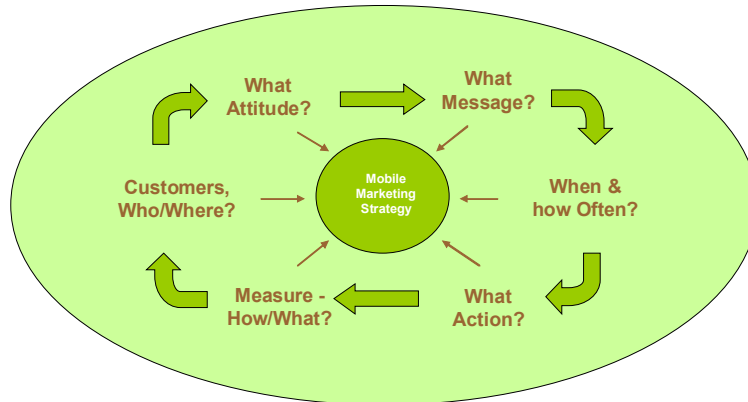 What
Attitude?
What
Message?
Customers,
Who/Where?
Mobile
Marketing
Strategy
When &
how Often?
Measure -
How/What?
What
Action?